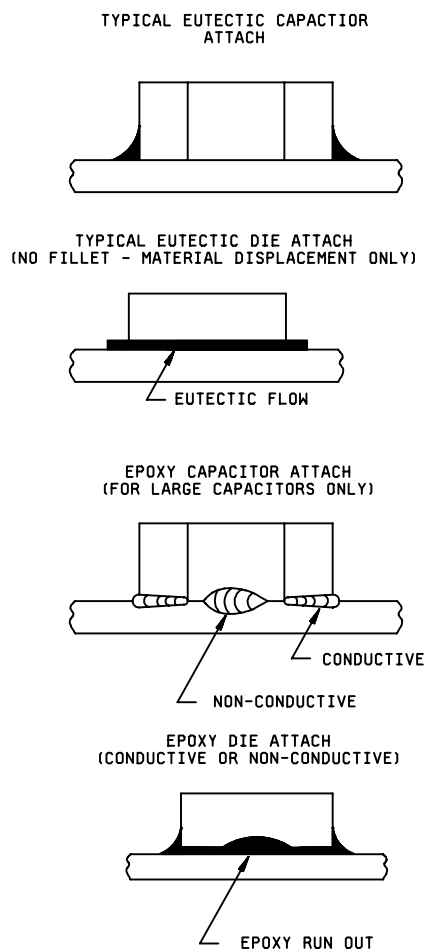 TYPICAL EUTECTIC CAPACTIOR
ATTACH
TYPICAL EUTECTIC DIE ATTACH
(NO FILLET - MATERIAL DISPLACEMENT ONLY)
EUTECTIC FLOW
EPOXY CAPACITOR ATTACH
(FOR LARGE CAPACITORS ONLY)
CONDUCTIVE
NON-CONDUCTIVE
EPOXY DIE ATTACH
(CONDUCTIVE OR NON-CONDUCTIVE)
EPOXY RUN OUT